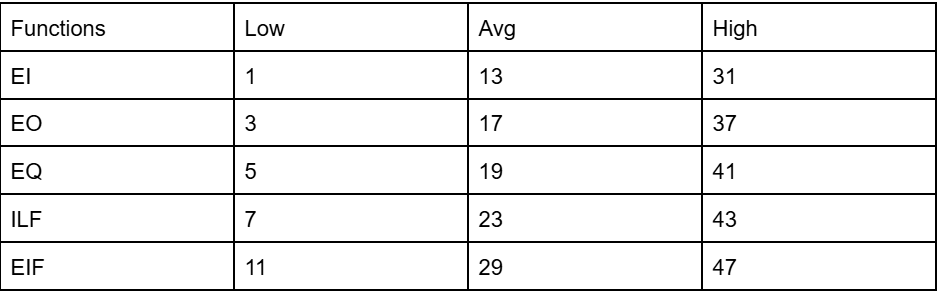 Functions Low Avg High
EI 1 13 31
EO 3 17 37
EQ 5 19 41
ILF 7 23 43
EIF 11 29 47